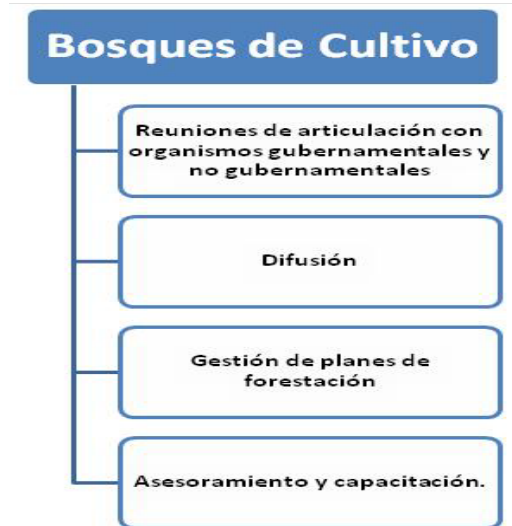 Bosques de Cultivo
Reuniones de articulación con
organismos gubernamentales y
no gubernamentales
Difusión
Gestión de planes de
forestación
Asesoramiento y capacitación.